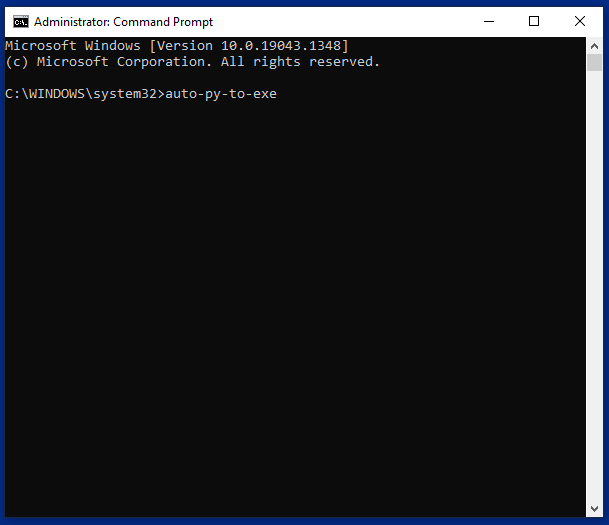 Administrator: Command Prompt
Microsoft Windows [Version 10.0.19043.1348]
(c) Microsoft Corporation. All rights reserved.
C:\WINDOWS\system32>auto-py-to-exe